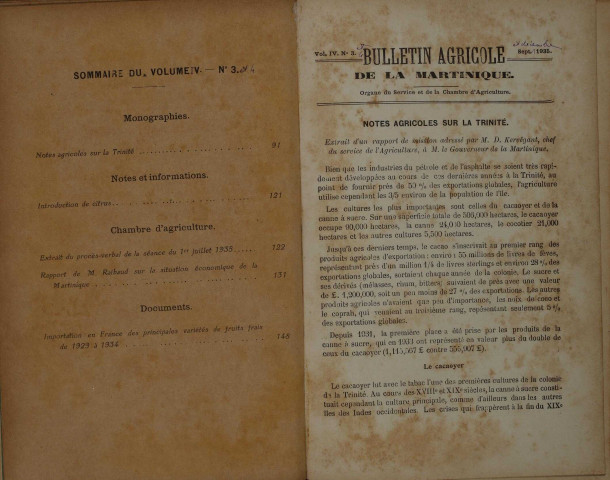 SOMMAIRE DU VOLUME IV — N° 3.
Monographies.
Notes agricoles sur la Trinité 91
Notes et informations.
Introduction de citrus 121
Chambre d'agriculture.
Extrait du procès-verbal de la séance du 1er juillet 1935 122
Rapport de M. Raibaud sur la situation économique de la
Martinique 131
Documents.
Importation en France des principales variétés de fruits frais
de 1929 à 1934 148
Vol. IV. N° 3. BULLETIN AGRICOLE Sept. 1935.
DE LA MARTINIQUE.
Organe du Service et de la Chambre d'Agriculture.
NOTES AGRICOLES SUR LA TRINITÉ.
Extrait d'un rapport de mission adressé par M. D. Kervégant, chef
du service de l'Agriculture, à M. le Gouverneur de la Martinique.
Bien que les industries du pétrole et de l'asphalte se soient très rapi-
dement développées au cours de ces dernières années à la Trinité, au
point de fournir près de 50 % des exportations globales, l'agriculture
utilise cependant les 3/5 environ de la population de l'île.
Les cultures les plus importantes sont celles du cacaoyer et de la
canne à sucre. Sur une superficie totale de 506,000 hectares, le cacaoyer
occupe 90,000 hectares, la canne hectares, le cocotier
hectares et les autres cultures 5,500 hectares.
Jusqu'à ces derniers temps, le cacao s'inscrivait au premier rang des
produits agricoles d'exportation : environ 55 millions de livres de fèves,
représentant près d'un million 1/4 de livres sterlings et environ 28 % des
exportations globales, sortaient chaque année de la colonie. Le sucre et
ses dérivés (mélasses, rhum, bitters) suivaient de près avec une valeur
de £. 1,200,000, soit un peu moins de 27 % des exportations. Les autres
produits agricoles n'avaient que peu d'importance, les noix de coco et
le coprah, qui venaient au troisième rang, représentant seulement
des exportations globales.
Depuis 1931, la première place a été prise par les produits de la
canne à sucre, qui en 1933 ont représenté en valeur plus du double de
ceux du cacaoyer (1,145,567 £ contre 556,907 £).
Le cacaoyer
Le cacaoyer fut avec le tabac l'une des premières cultures de la colonie
de la Trinité. Au cours des XVIIIe et XIXe siècles, la canne à sucre consti-
tuait cependant la culture principale, comme d'ailleurs dans les autres
îles des Indes occidentales. Les crises qui frappèrent à la fin du XIXe